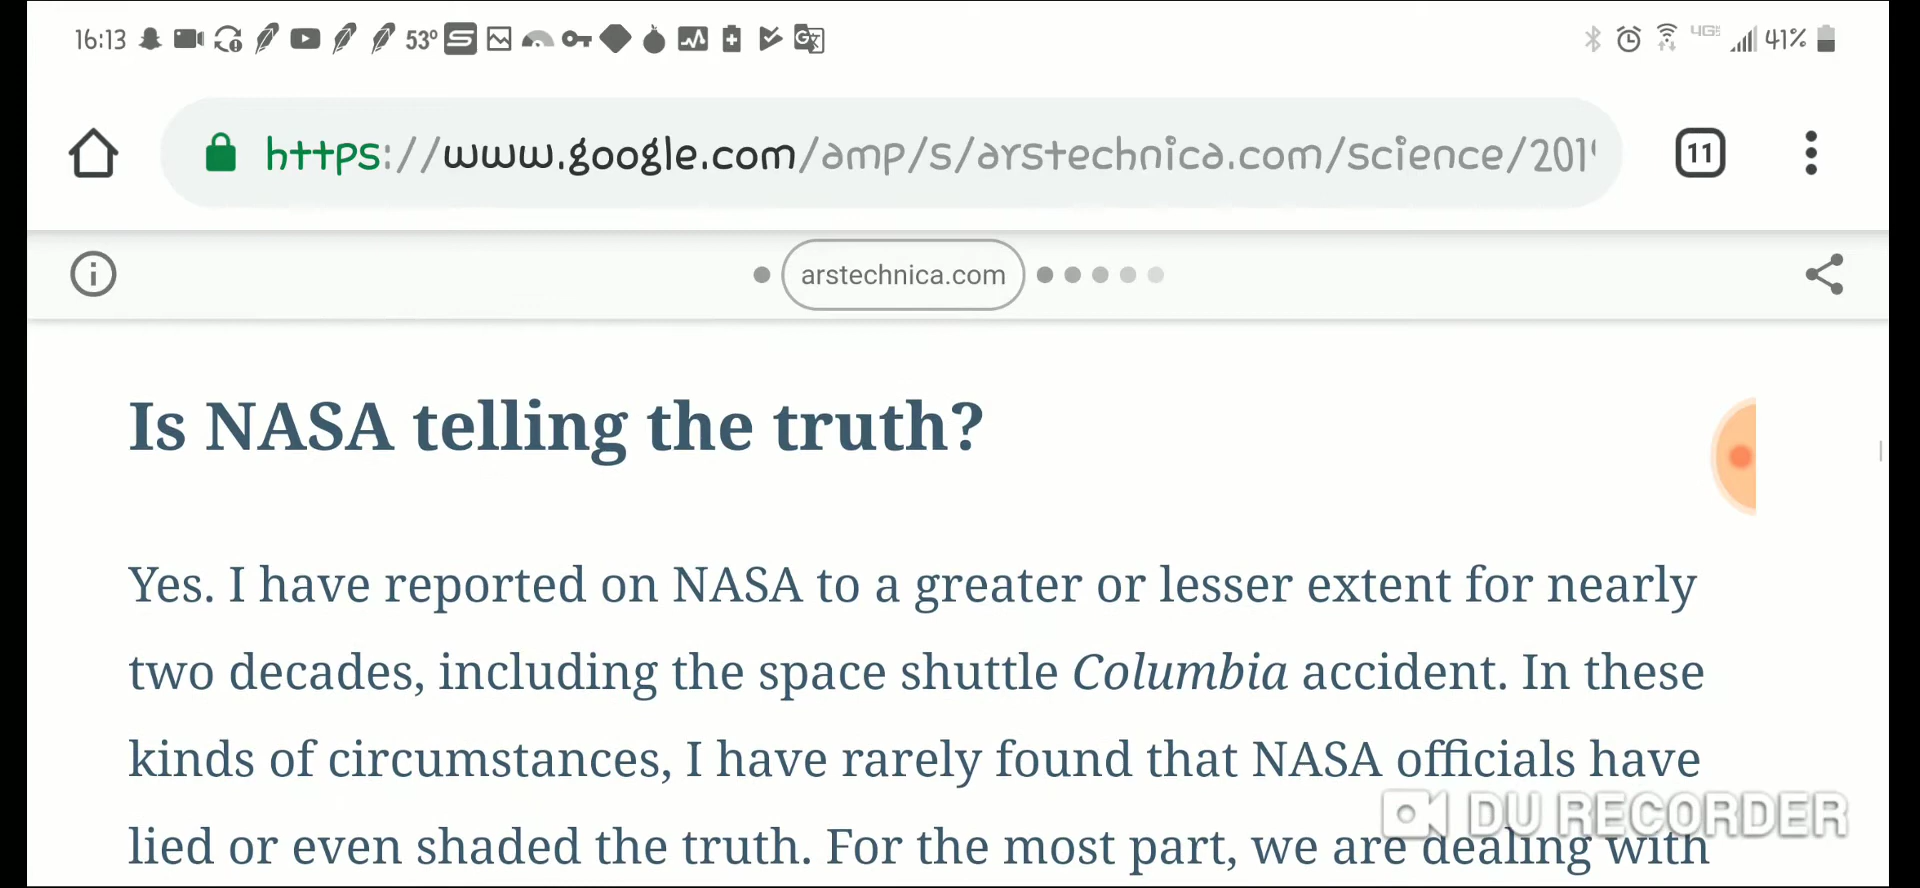 16:13 53° 4G 41%
https://www.google.com/amp/s/arstechnica.com/science/201 11
arstechnica.com
Is NASA telling the truth?
Yes. I have reported on NASA to a greater or lesser extent for nearly
two decades, including the space shuttle Columbia accident. In these
kinds of circumstances, I have rarely found that NASA officials have
lied or even shaded the truth. For the most part, we are dealing with
DU RECORDER